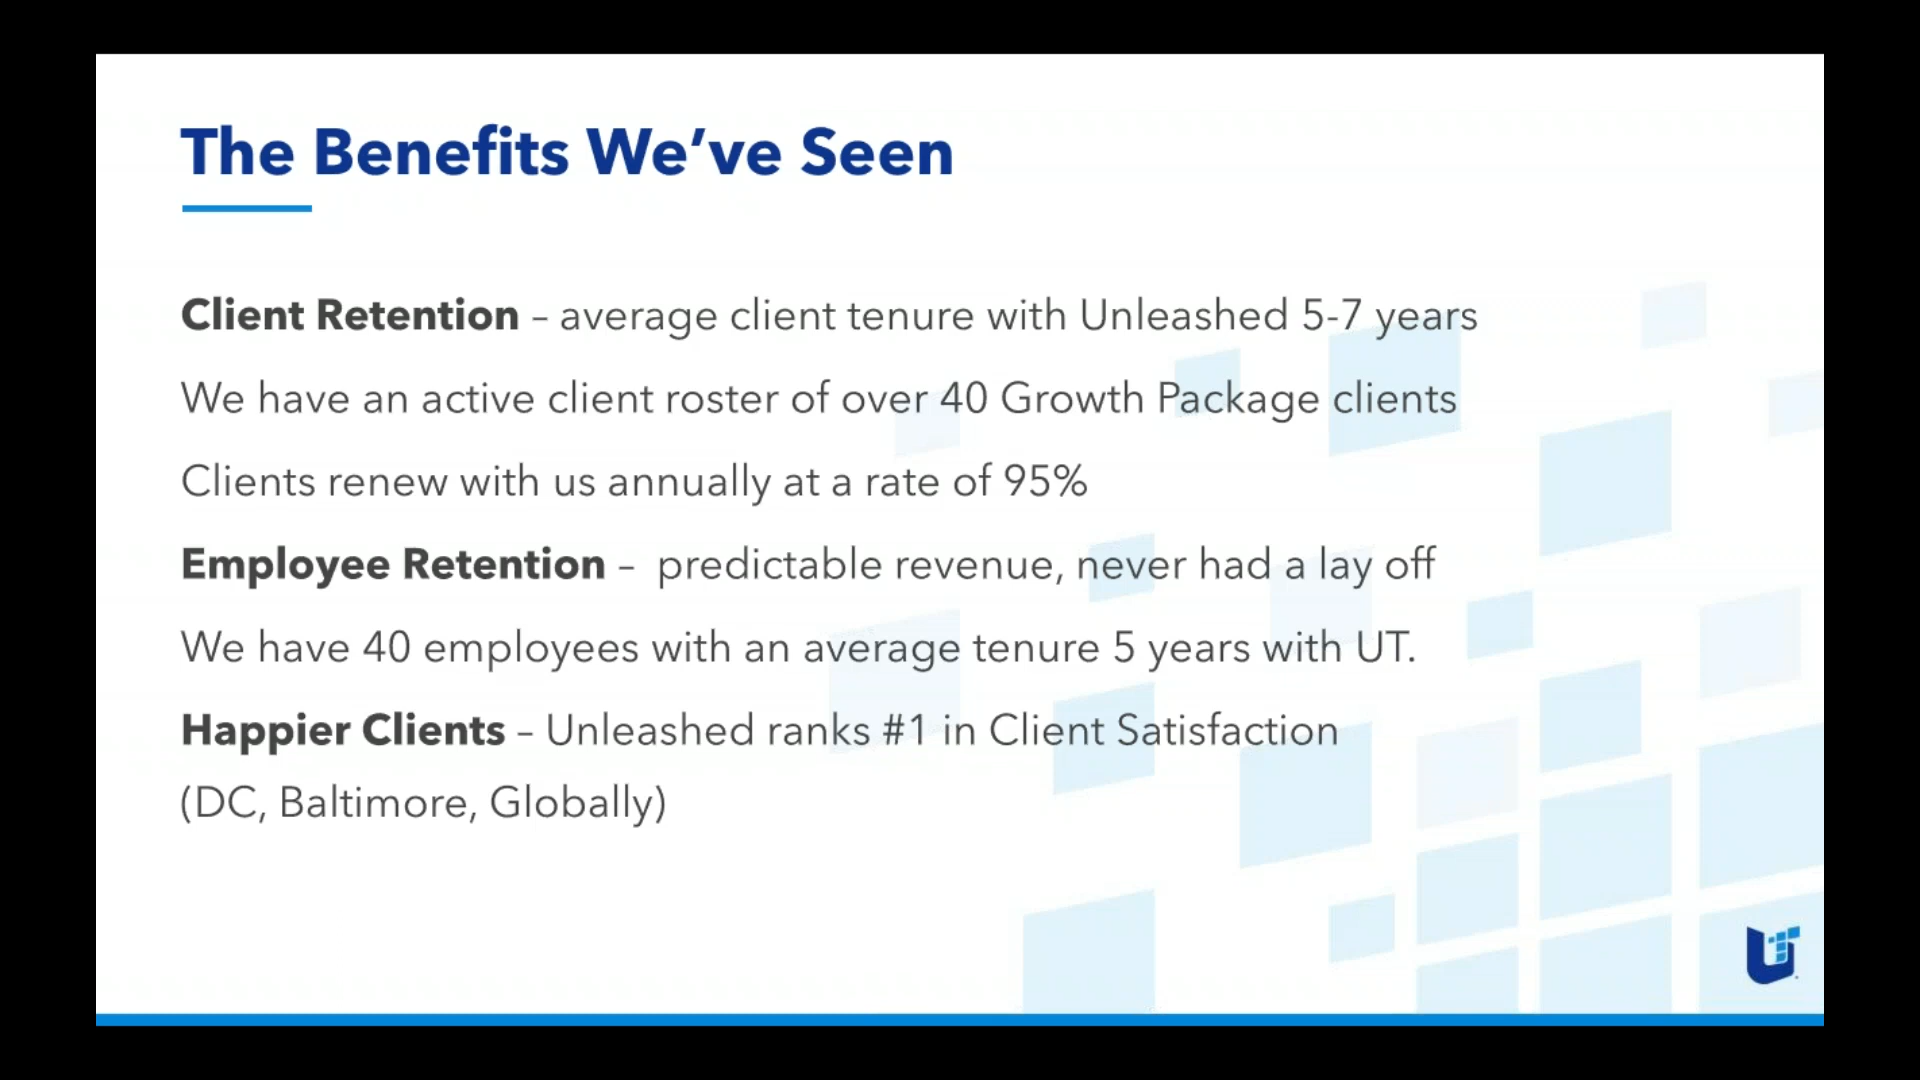 The Benefits We’ve Seen
Client Retention – average client tenure with Unleashed 5-7 years
We have an active client roster of over 40 Growth Package clients
Clients renew with us annually at a rate of 95%
Employee Retention –  predictable revenue, never had a lay off
We have 40 employees with an average tenure 5 years with UT.
Happier Clients – Unleashed ranks #1 in Client Satisfaction
(DC, Baltimore, Globally)